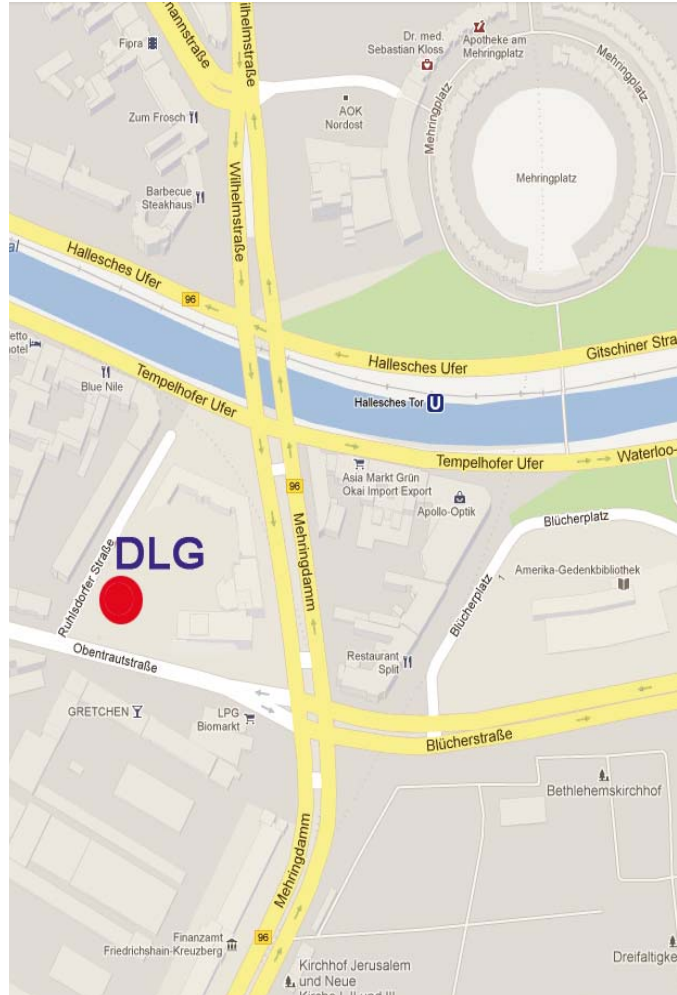 mannstraße
Wilhelmstraße
Fipra
Dr. med.
Sebastian Kloss
Apotheke am
Mehringplatz
Mehringplatz
Mehringplatz
AOK
Nordost
Zum Frosch
Mehringplatz
Wilhelmstraße
Barbecue
Steakhaus
Hallesches Ufer
96
Hallesches Ufer
Gitschiner Stra
Blue Nile
Tempelhofer Ufer
Hallesches Tor U
Tempelhofer Ufer
Waterloo-
96
Asia Markt Grün
Okai Import Export
Apollo-Optik
Mehringdamm
Blücherplatz
DLG
Ruhlsdorfer Straße
Amerika-Gedenkbibliothek
Blücherplatz
Obentrautstraße
Restaurant
Split
GRETCHEN
LPG
Biomarkt
Blücherstraße
Bethlehemskirchhof
Mehringdamm
Finanzamt
Friedrichshain-Kreuzberg
96
Dreifaltigke
Kirchhof Jerusalem
und Neue